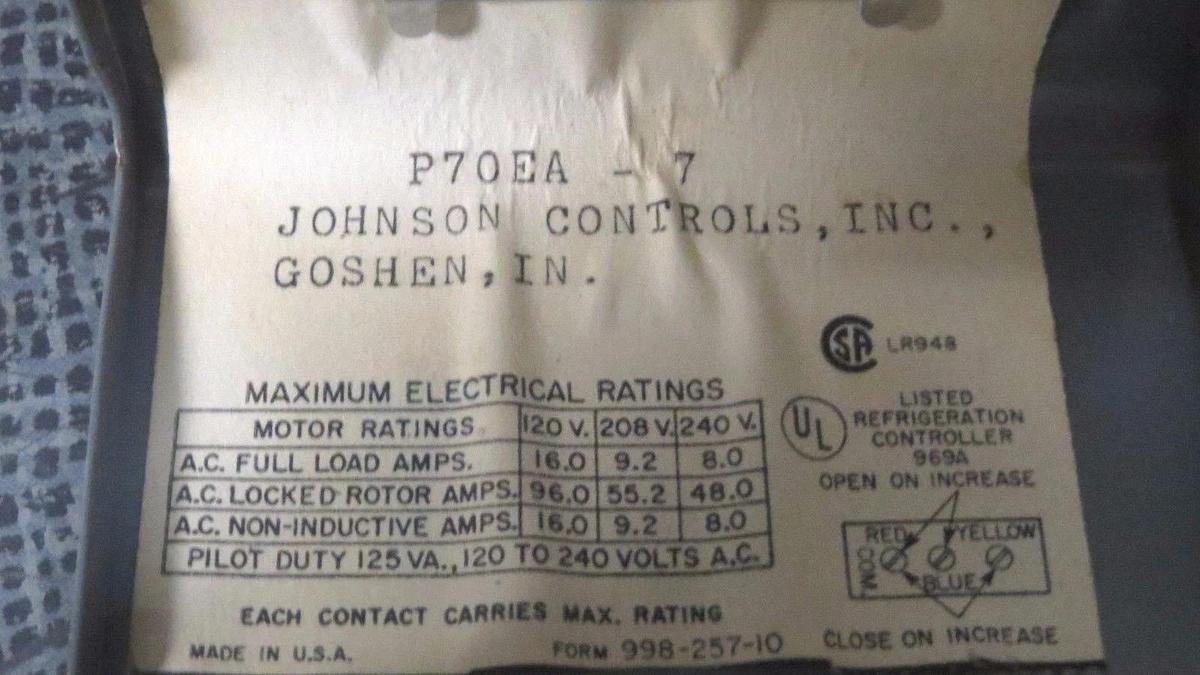 P70EA - 7
JOHNSON CONTROLS,INC.,
GOSHEN,IN.
SA LR948
MAXIMUM ELECTRICAL RATINGS
MOTOR RATINGS 120 V. 208 V. 240 V.
A.C. FULL LOAD AMPS. 16.0 9.2 8.0
A.C. LOCKED ROTOR AMPS. 96.0 55.2 48.0
A.C. NON-INDUCTIVE AMPS. 16.0 9.2 8.0
PILOT DUTY 125 VA., 120 TO 240 VOLTS A.C.
EACH CONTACT CARRIES MAX. RATING
MADE IN U.S.A. FORM 998-257-10
UL
LISTED
REFRIGERATION
CONTROLLER
969A
OPEN ON INCREASE
RED YELLOW
COM.
BLUE
CLOSE ON INCREASE